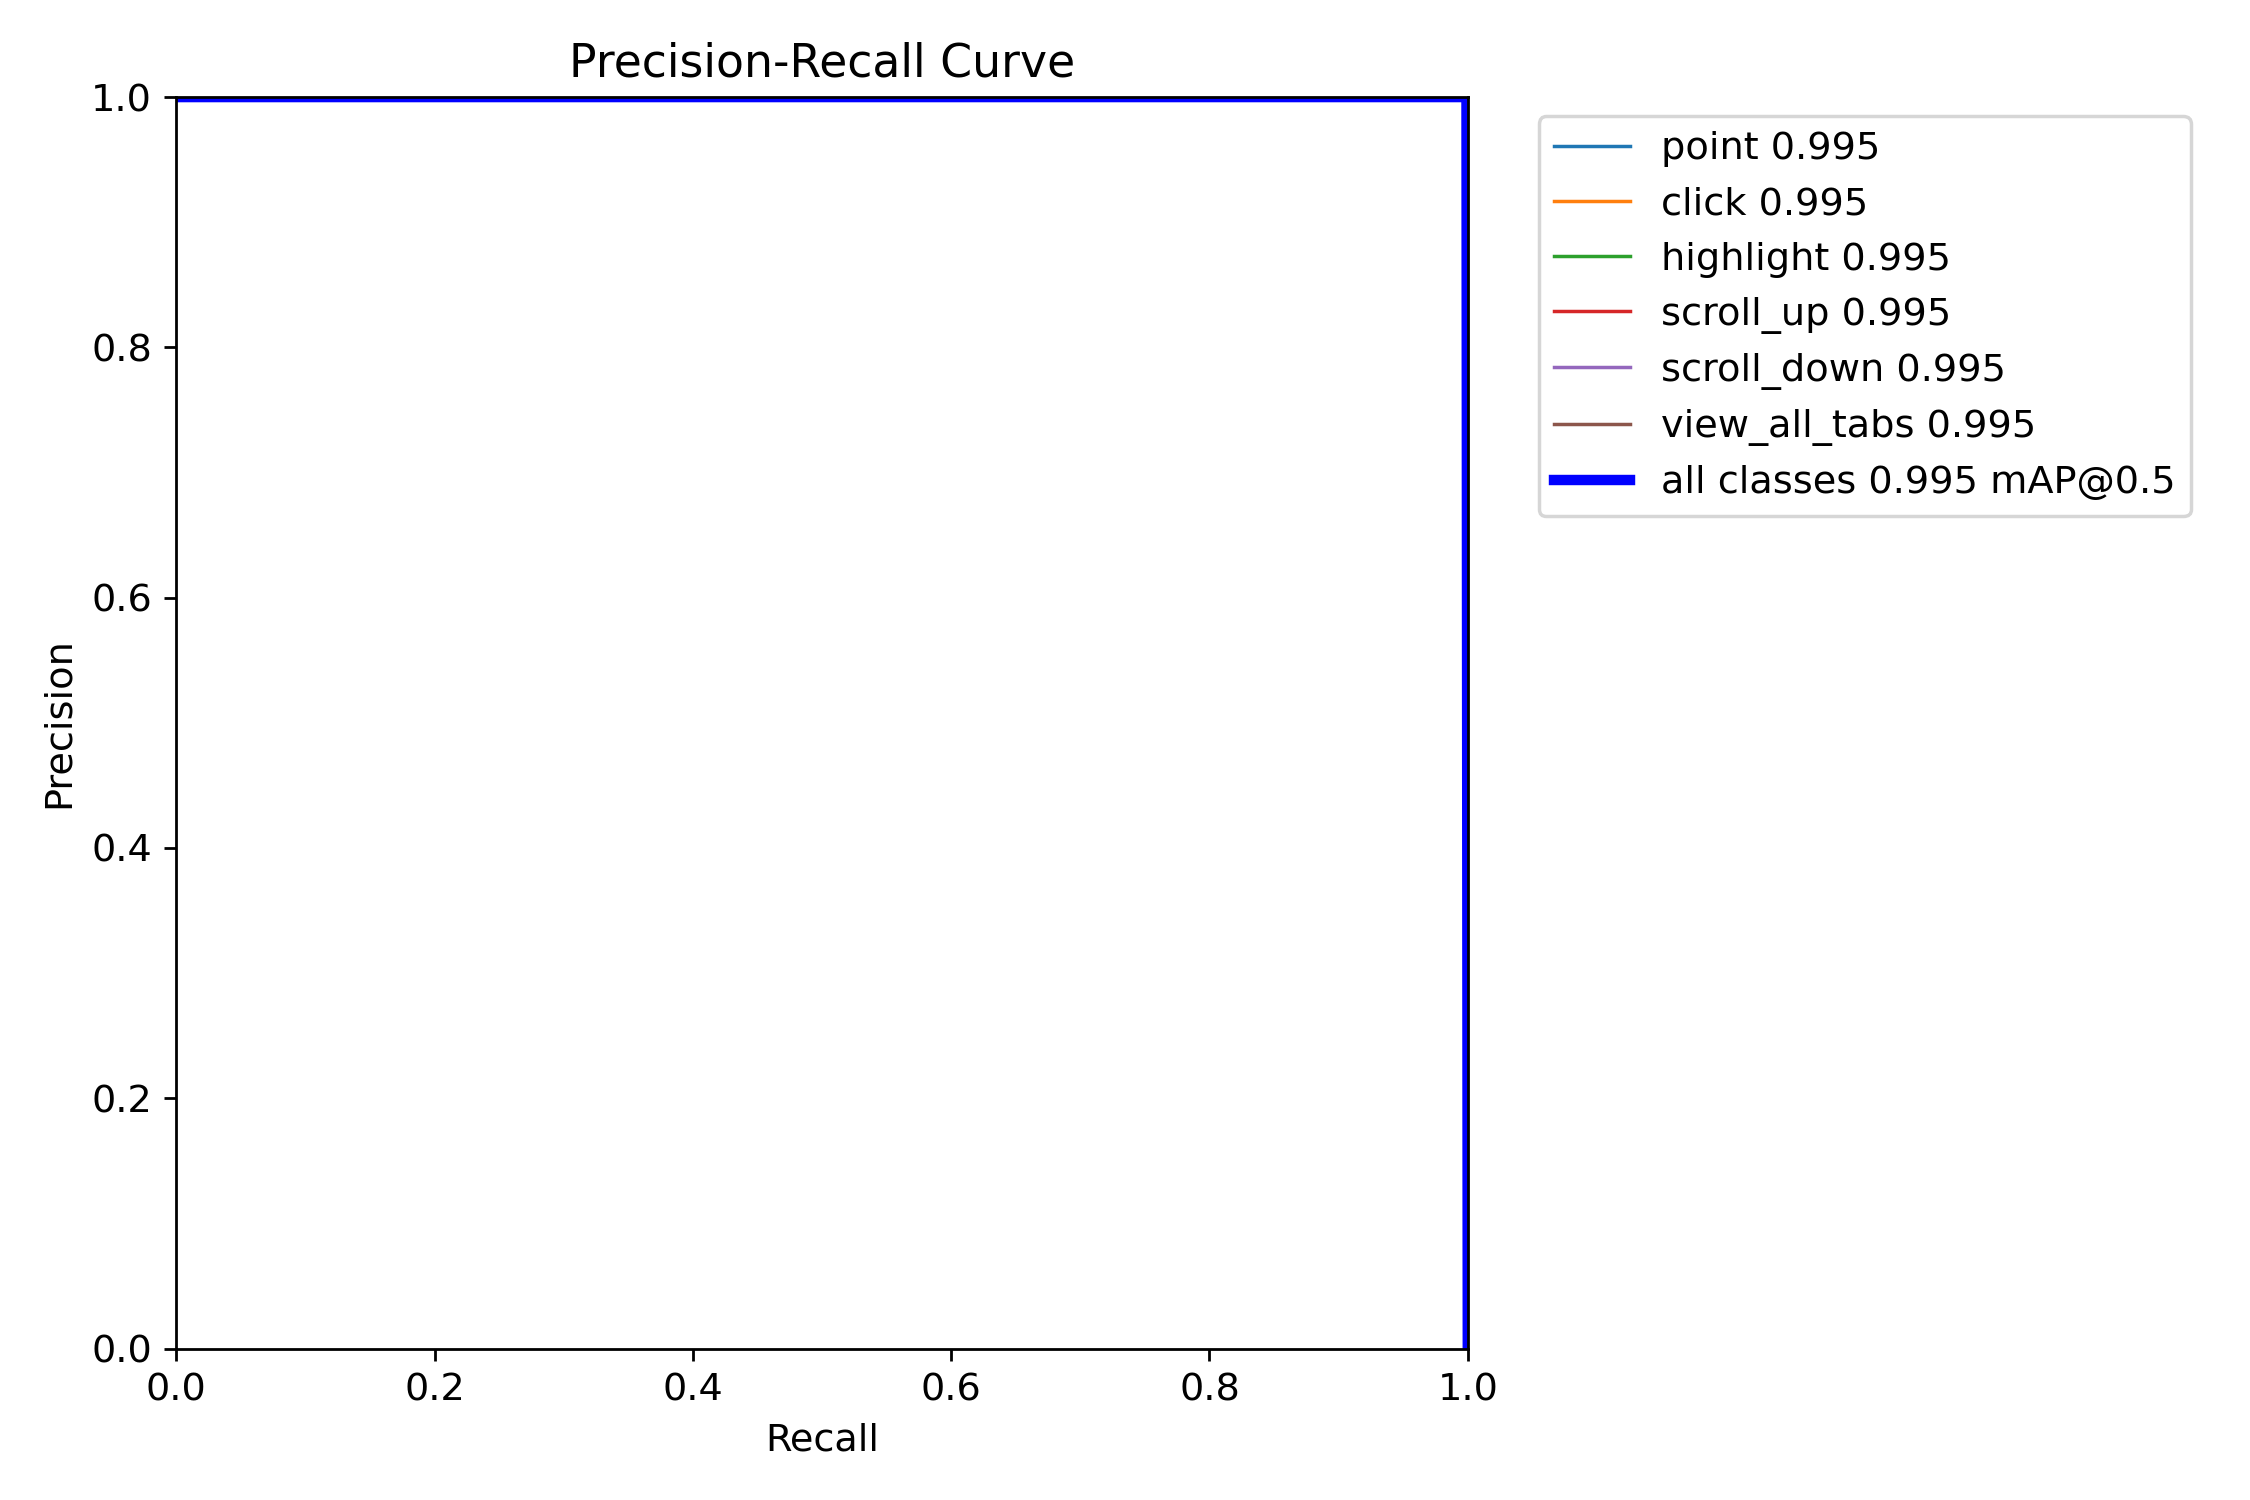 Precision-Recall Curve
1.0
0.8
0.6
0.4
0.2
0.0
Precision
0.0 0.2 0.4 0.6 0.8 1.0
Recall
point 0.995
click 0.995
highlight 0.995
scroll_up 0.995
scroll_down 0.995
view_all_tabs 0.995
all classes 0.995 mAP@0.5